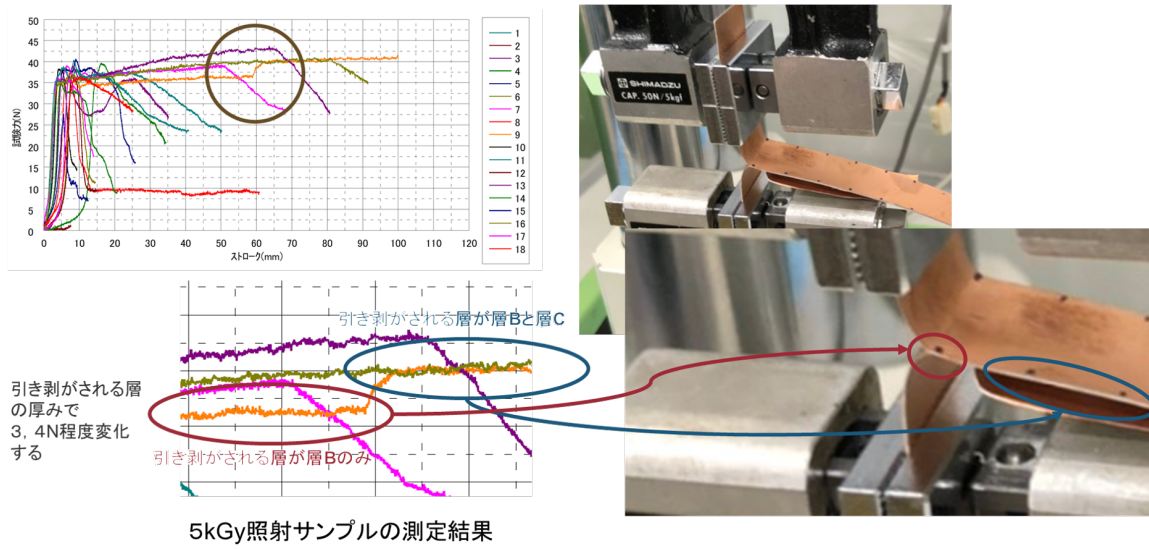 50
45
40
35
30
25
20
15
10
5
0
試験力(N)
0 10 20 30 40 50 60 70 80 90 100 110 120
ストローク(mm)
1
2
3
4
5
6
7
8
9
10
11
12
13
14
15
16
17
18
SHIMADZU
CAP. 50N/5kgf
引き剥がされる層が層Bと層C
引き剥がされる層
の厚みで
３，４N程度変化
する
引き剥がされる層が層Bのみ
５kGy照射サンプルの測定結果